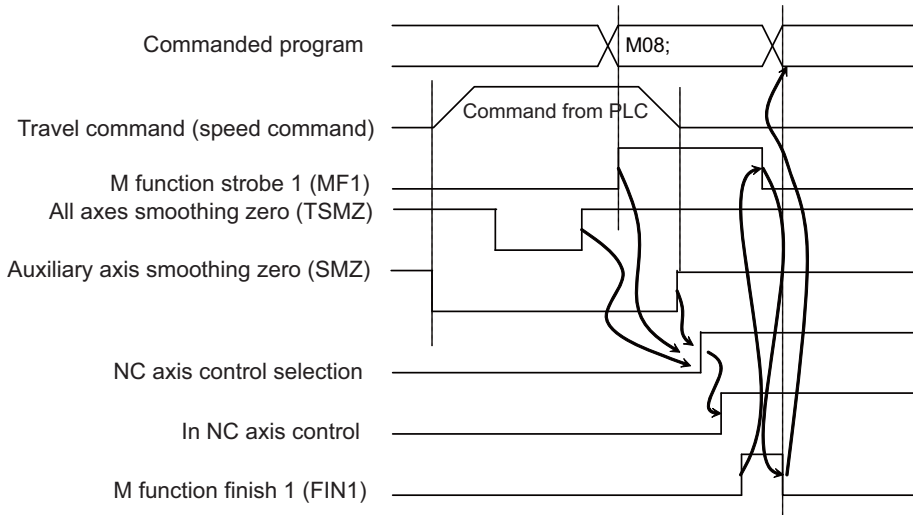 Commanded program
M08;
Command from PLC
Travel command (speed command)
M function strobe 1 (MF1)
All axes smoothing zero (TSMZ)
Auxiliary axis smoothing zero (SMZ)
NC axis control selection
In NC axis control
M function finish 1 (FIN1)